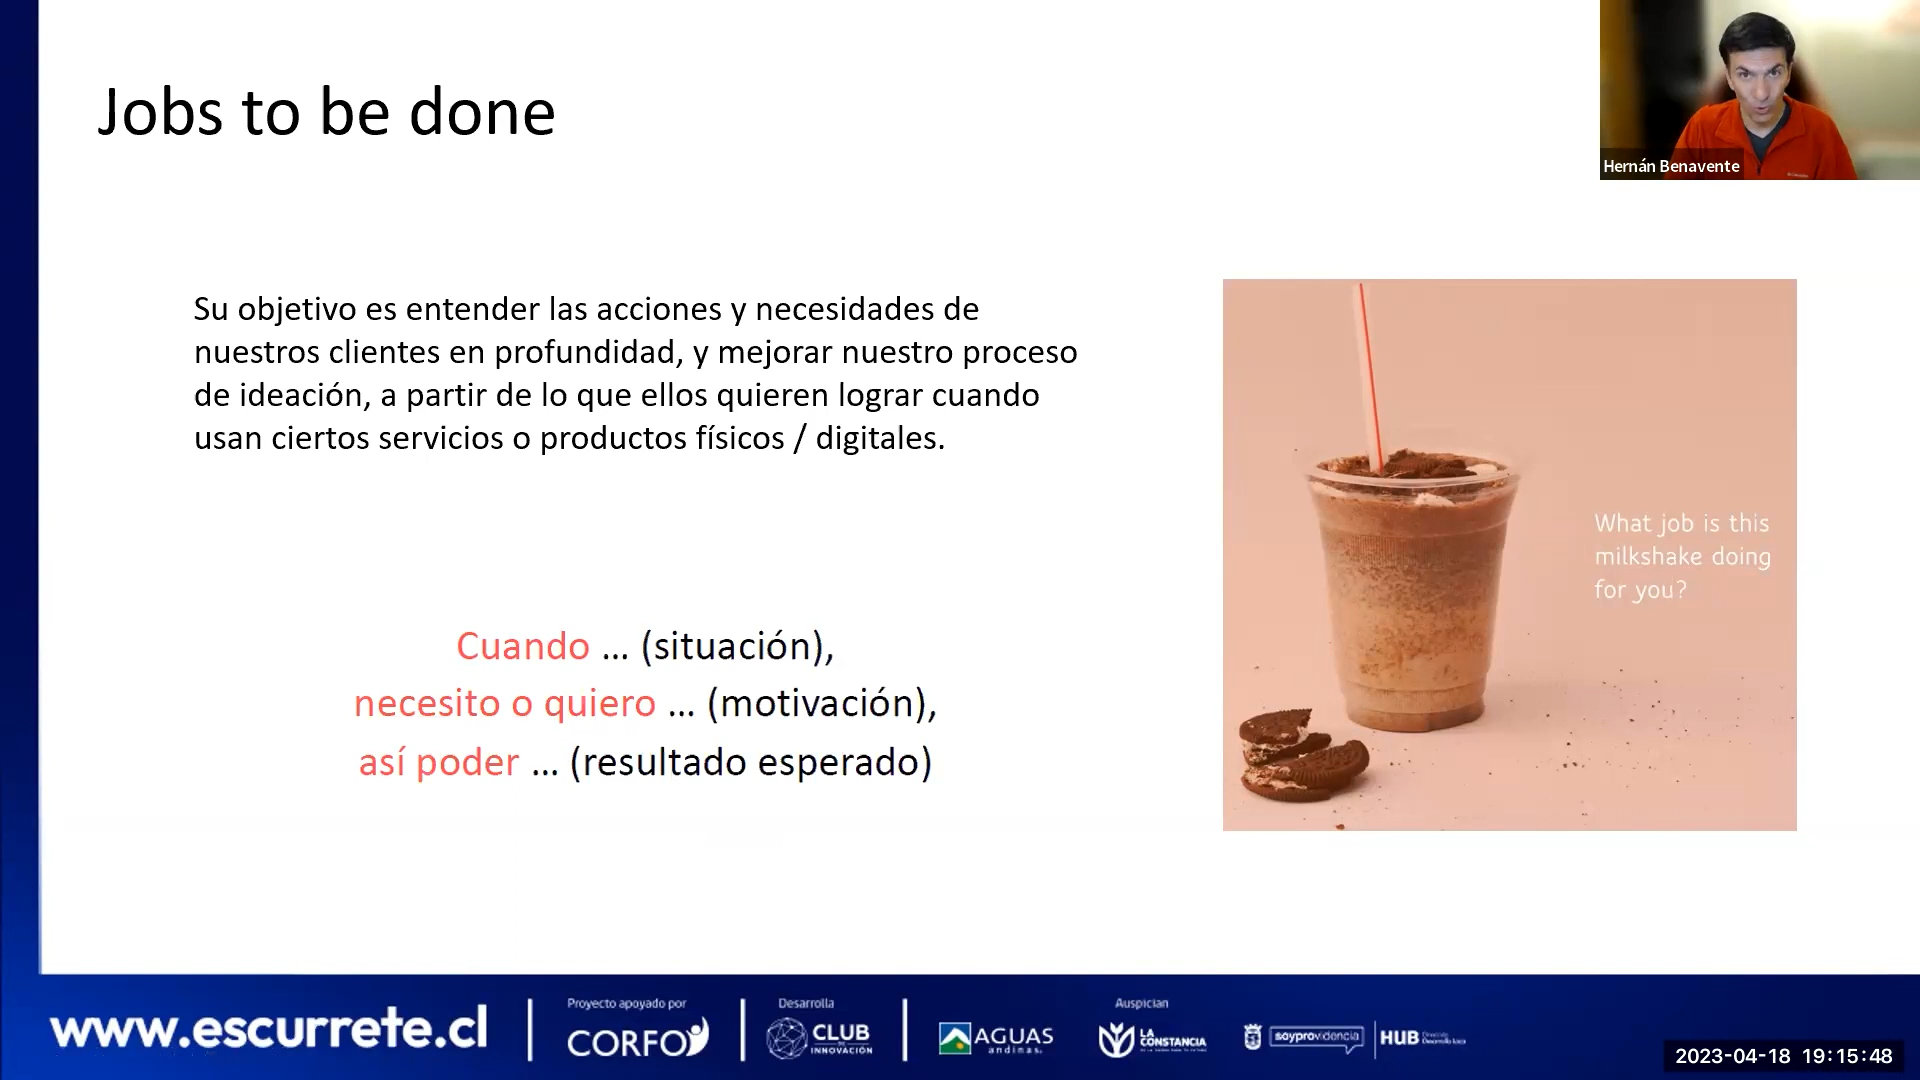 Jobs to be done
Hernán Benavente
Su objetivo es entender las acciones y necesidades de
nuestros clientes en profundidad, y mejorar nuestro proceso
de ideación, a partir de lo que ellos quieren lograr cuando
usan ciertos servicios o productos físicos / digitales.
What job is this
milkshake doing
for you?
Cuando ... (situación),
necesito o quiero ... (motivación),
así poder ... (resultado esperado)
www.escurrete.cl
Proyecto apoyado por
CORFO
Desarrolla
CLUB
DE
INNOVACIÓN
AGUAS
andinas.
Auspician
LA
CONSTANCIA
soyprovidencia
HUB
2023-04-18 19:15:48